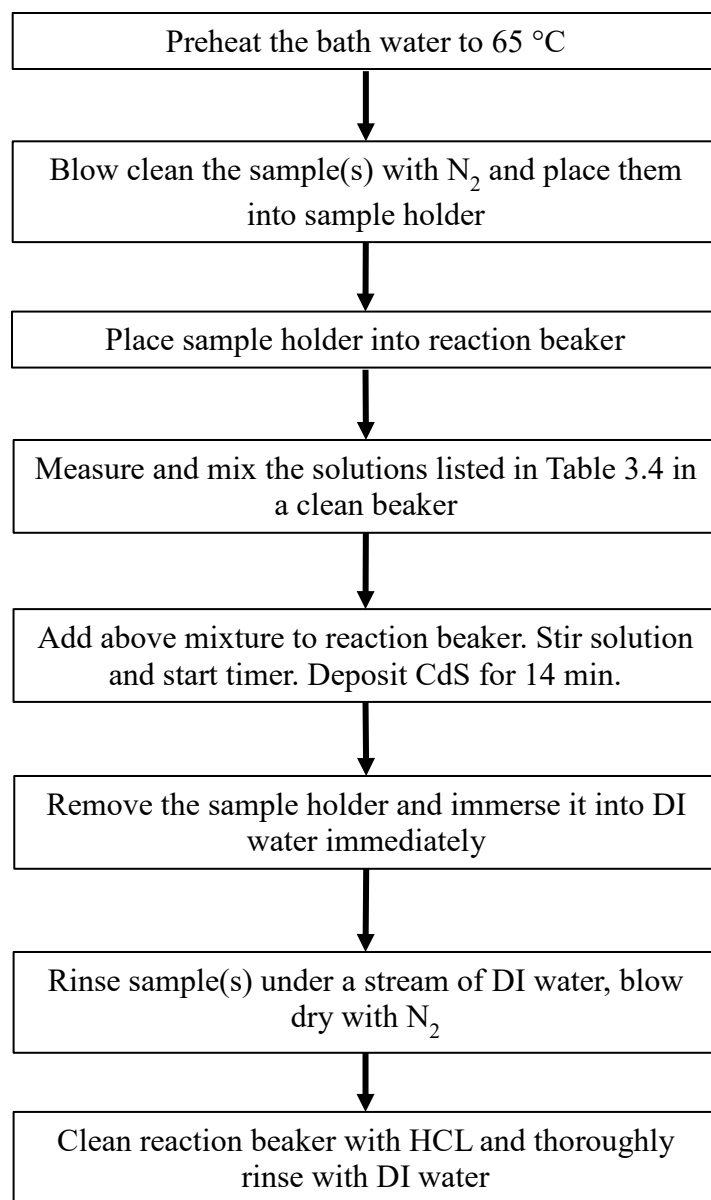 Preheat the bath water to 65 °C
Blow clean the sample(s) with N₂ and place them
into sample holder
Place sample holder into reaction beaker
Measure and mix the solutions listed in Table 3.4 in
a clean beaker
Add above mixture to reaction beaker. Stir solution
and start timer. Deposit CdS for 14 min.
Remove the sample holder and immerse it into DI
water immediately
Rinse sample(s) under a stream of DI water, blow
dry with N₂
Clean reaction beaker with HCL and thoroughly
rinse with DI water